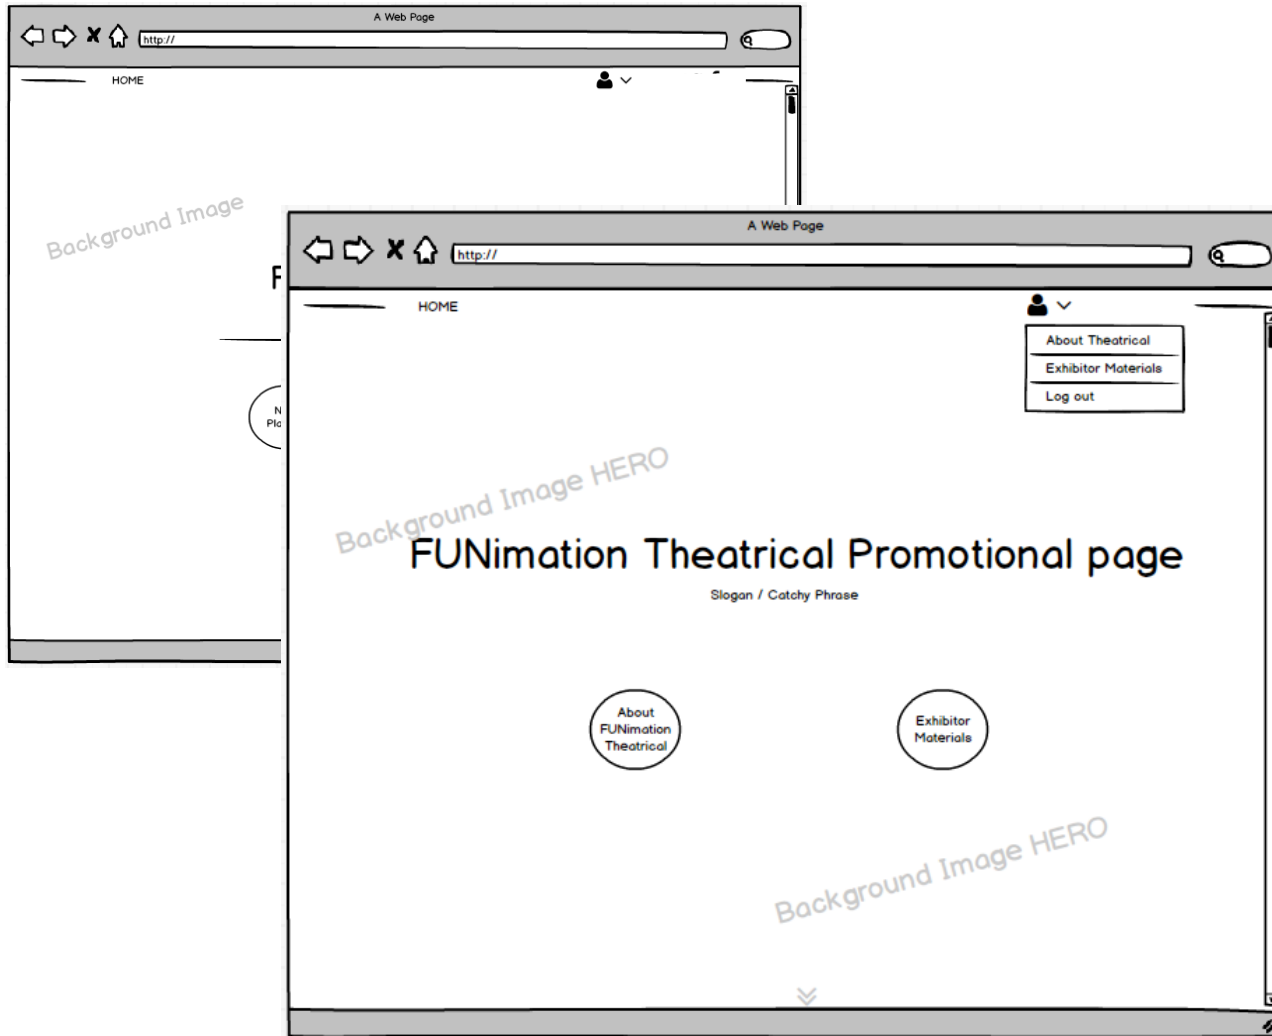 A Web Page
http://
HOME
Background Image
A Web Page
http://
HOME
About Theatrical
Exhibitor Materials
Log out
Background Image HERO
FUNimation Theatrical Promotional page
Slogan / Catchy Phrase
About
FUNimation
Theatrical
Exhibitor
Materials
Background Image HERO